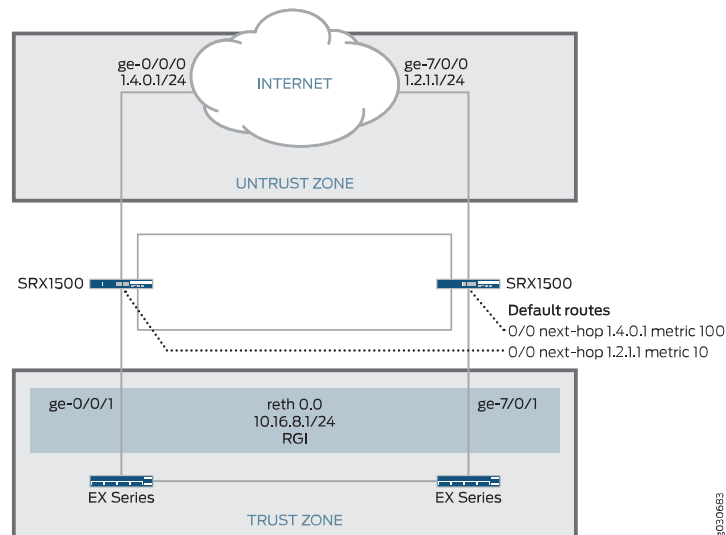 ge-0/0/0
1.4.0.1/24
INTERNET
ge-7/0/0
1.2.1.1/24
UNTRUST ZONE
SRX1500
SRX1500
Default routes
0/0 next-hop 1.4.0.1 metric 100
0/0 next-hop 1.2.1.1 metric 10
ge-0/0/1
reth 0.0
10.16.8.1/24
RGI
ge-7/0/1
EX Series
EX Series
TRUST ZONE
g030683